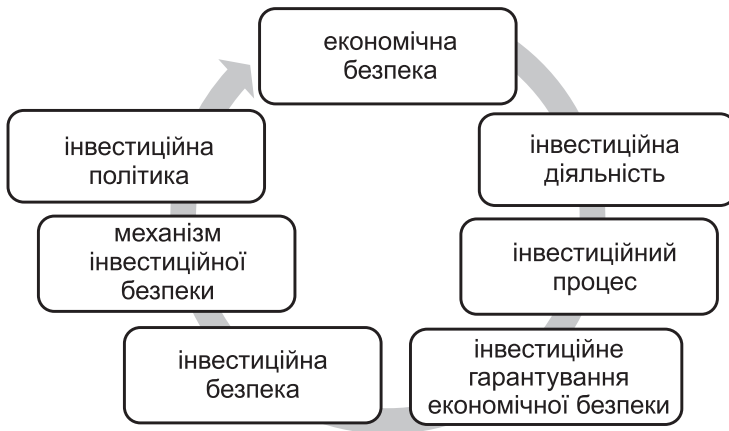 економічна
безпека
інвестиційна
діяльність
інвестиційний
процес
інвестиційне
гарантування
економічної безпеки
інвестиційна
безпека
механізм
інвестиційної
безпеки
інвестиційна
політика